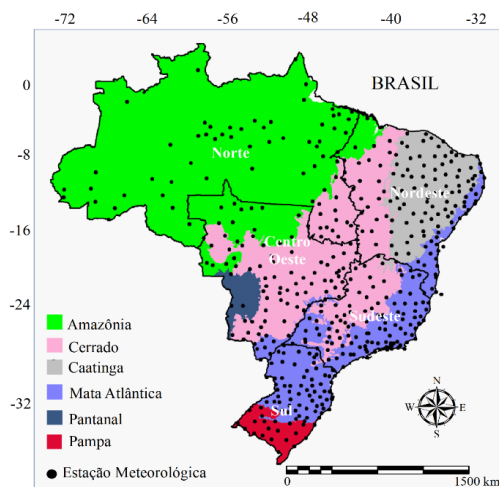 -72 -64 -56 -48 -40 -32
BRASIL
0
-8
-16
-24
-32
Norte
Nordeste
Centro
Oeste
Sudeste
Sul
Amazônia
Cerrado
Caatinga
Mata Atlântica
Pantanal
Pampa
Estação Meteorológica
N
W E
S
0 1500 km